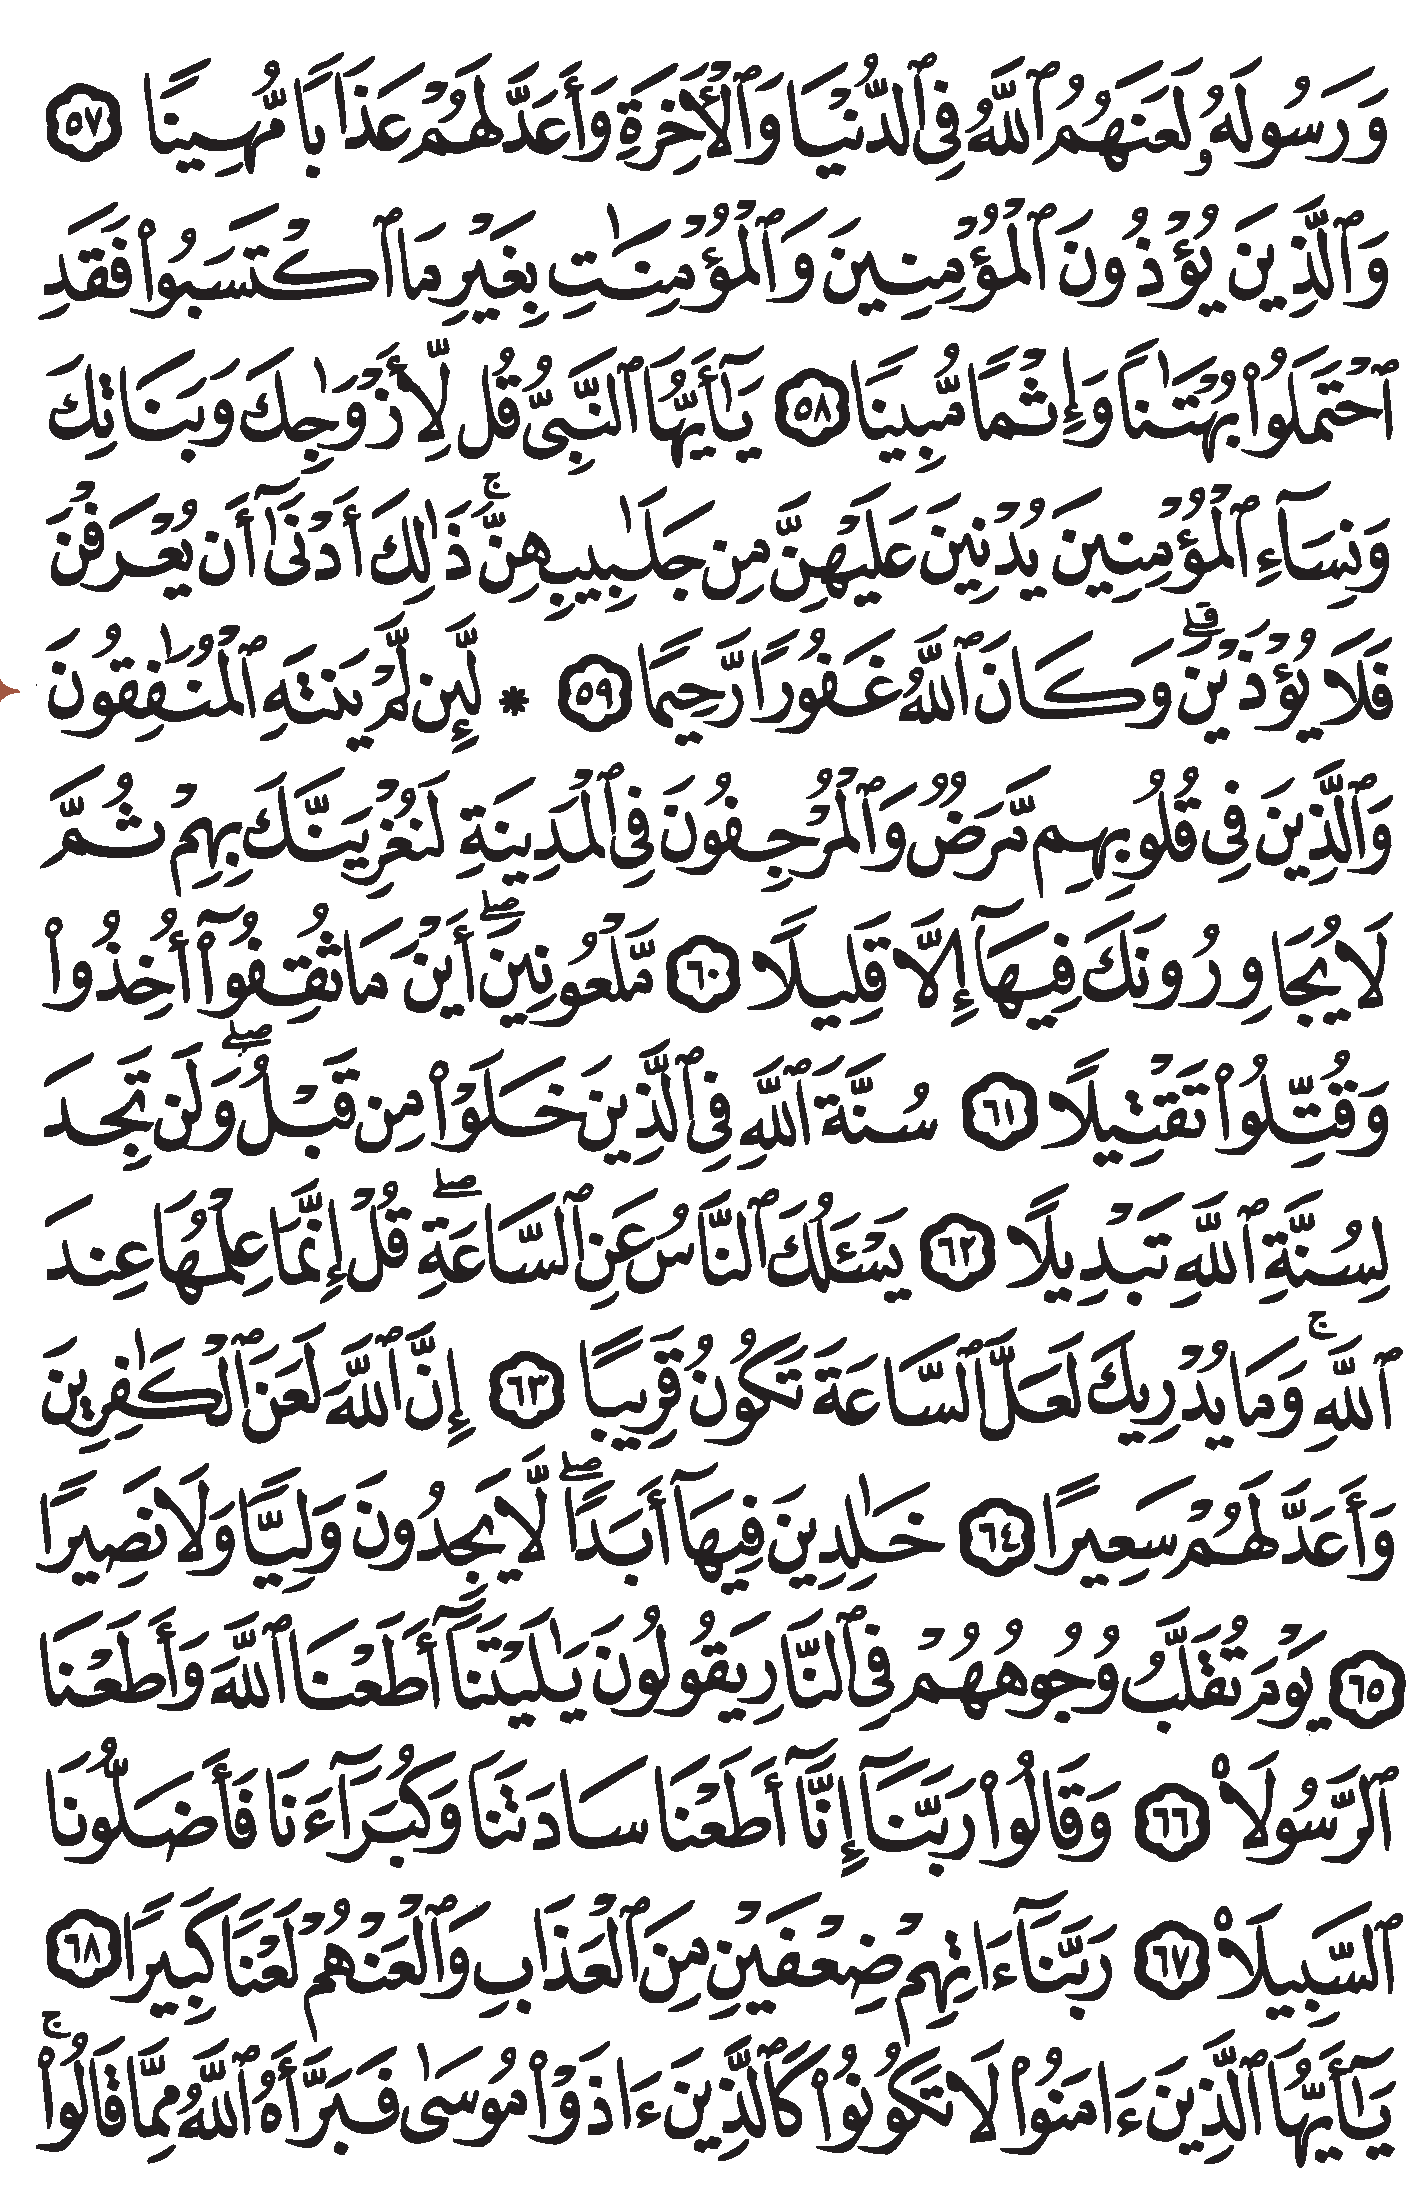 وَرَسُولَهُۥ لَعَنَهُمُ ٱللَّهُ فِى ٱلدُّنْيَا وَٱلْأَخِرَةِ وَأَعَدَّ لَهُمْ عَذَابًا مُّهِينًا ٥٧
وَٱلَّذِينَ يُؤْذُونَ ٱلْمُؤْمِنِينَ وَٱلْمُؤْمِنَٰتِ بِغَيْرِ مَا ٱكْتَسَبُوا۟ فَقَدِ
ٱحْتَمَلُوا۟ بُهْتَٰنًا وَإِثْمًا مُّبِينًا ٥٨ يَٰٓأَيُّهَا ٱلنَّبِىُّ قُل لِّأَزْوَٰجِكَ وَبَنَاتِكَ
وَنِسَآءِ ٱلْمُؤْمِنِينَ يُدْنِينَ عَلَيْهِنَّ مِن جَلَٰبِيبِهِنَّ ۚ ذَٰلِكَ أَدْنَىٰٓ أَن يُعْرَفْنَ
فَلَا يُؤْذَيْنَ ۗ وَكَانَ ٱللَّهُ غَفُورًا رَّحِيمًا ٥٩ * لَّئِن لَّمْ يَنتَهِ ٱلْمُنَٰفِقُونَ
وَٱلَّذِينَ فِى قُلُوبِهِم مَّرَضٌ وَٱلْمُرْجِفُونَ فِى ٱلْمَدِينَةِ لَنُغْرِيَنَّكَ بِهِمْ ثُمَّ
لَا يُجَاوِرُونَكَ فِيهَآ إِلَّا قَلِيلًا ٦٠ مَّلْعُونِينَ ۖ أَيْنَمَا ثُقِفُوٓا۟ أُخِذُوا۟
وَقُتِّلُوا۟ تَقْتِيلًا ٦١ سُنَّةَ ٱللَّهِ فِى ٱلَّذِينَ خَلَوْا۟ مِن قَبْلُ ۖ وَلَن تَجِدَ
لِسُنَّةِ ٱللَّهِ تَبْدِيلًا ٦٢ يَسْـَٔلُكَ ٱلنَّاسُ عَنِ ٱلسَّاعَةِ ۖ قُلْ إِنَّمَا عِلْمُهَا عِندَ
ٱللَّهِ ۚ وَمَا يُدْرِيكَ لَعَلَّ ٱلسَّاعَةَ تَكُونُ قَرِيبًا ٦٣ إِنَّ ٱللَّهَ لَعَنَ ٱلْكَٰفِرِينَ
وَأَعَدَّ لَهُمْ سَعِيرًا ٦٤ خَٰلِدِينَ فِيهَآ أَبَدًا ۖ لَّا يَجِدُونَ وَلِيًّا وَلَا نَصِيرًا
٦٥ يَوْمَ تُقَلَّبُ وُجُوهُهُمْ فِى ٱلنَّارِ يَقُولُونَ يَٰلَيْتَنَآ أَطَعْنَا ٱللَّهَ وَأَطَعْنَا
ٱلرَّسُولَا۠ ٦٦ وَقَالُوا۟ رَبَّنَآ إِنَّآ أَطَعْنَا سَادَتَنَا وَكُبَرَآءَنَا فَأَضَلُّونَا
ٱلسَّبِيلَا۠ ٦٧ رَبَّنَآ ءَاتِهِمْ ضِعْفَيْنِ مِنَ ٱلْعَذَابِ وَٱلْعَنْهُمْ لَعْنًا كَبِيرًا ٦٨
يَٰٓأَيُّهَا ٱلَّذِينَ ءَامَنُوا۟ لَا تَكُونُوا۟ كَٱلَّذِينَ ءَاذَوْا۟ مُوسَىٰ فَبَرَّأَهُ ٱللَّهُ مِمَّا قَالُوا۟ ۚ